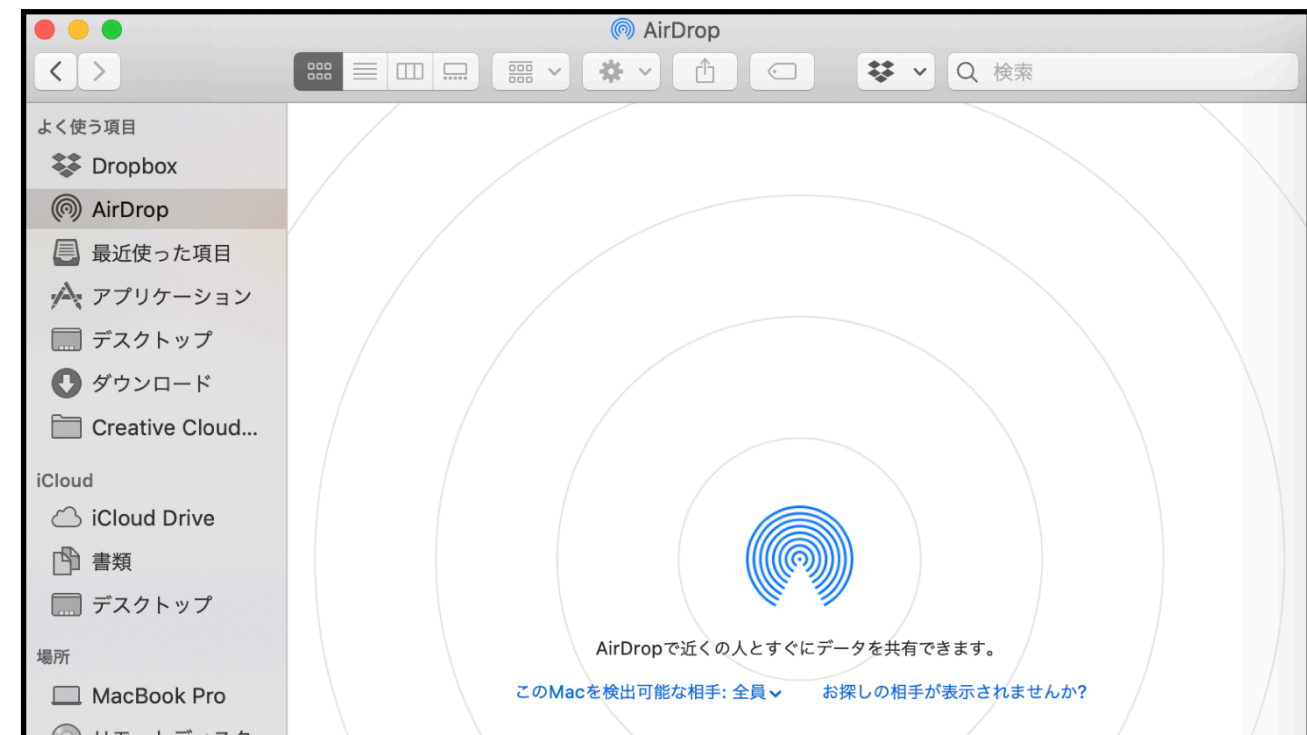 AirDrop
検索
よく使う項目
Dropbox
AirDrop
最近使った項目
アプリケーション
デスクトップ
ダウンロード
Creative Cloud...
iCloud
iCloud Drive
書類
デスクトップ
場所
MacBook Pro
AirDropで近くの人とすぐにデータを共有できます。
このMacを検出可能な相手: 全員
お探しの相手が表示されませんか?